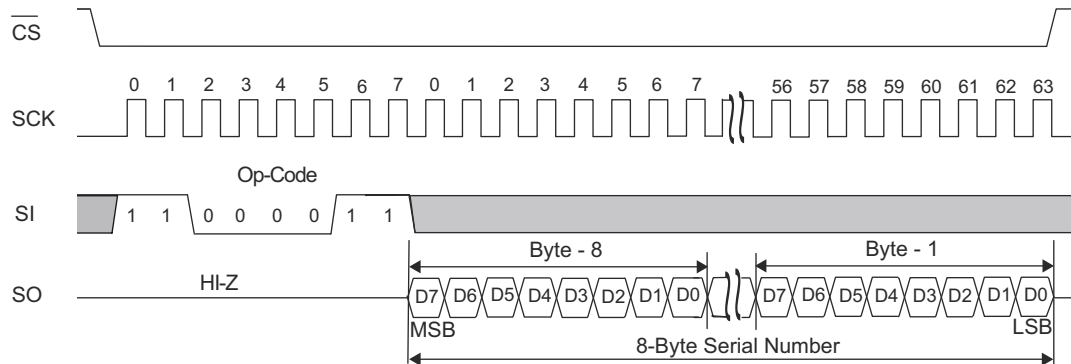 CS
0 1 2 3 4 5 6 7 0 1 2 3 4 5 6 7 56 57 58 59 60 61 62 63
SCK
Op-Code
SI 1 1 0 0 0 0 1 1
Byte - 8 Byte - 1
HI-Z
SO D7 D6 D5 D4 D3 D2 D1 D0 D7 D6 D5 D4 D3 D2 D1 D0
MSB LSB
8-Byte Serial Number